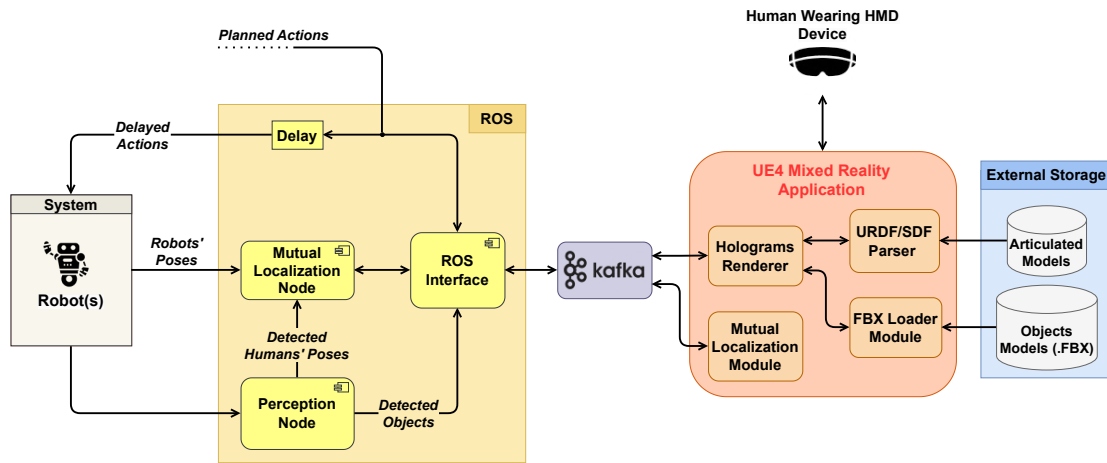 Planned Actions
Human Wearing HMD
Device
ROS
Delayed
Actions
Delay
System
Robot(s)
Robots'
Poses
Mutual
Localization
Node
ROS
Interface
Detected
Humans' Poses
Perception
Node
Detected
Objects
kafka
UE4 Mixed Reality
Application
Holograms
Renderer
URDF/SDF
Parser
Mutual
Localization
Module
FBX Loader
Module
External Storage
Articulated
Models
Objects
Models (.FBX)